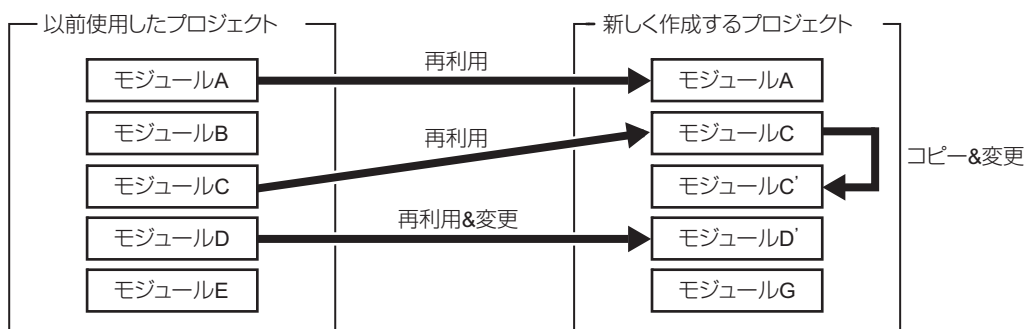 以前使用したプロジェクト
新しく作成するプロジェクト
モジュールA
再利用
モジュールA
モジュールB
再利用
モジュールC
コピー&変更
モジュールC
モジュールC'
モジュールD
再利用&変更
モジュールD'
モジュールE
モジュールG